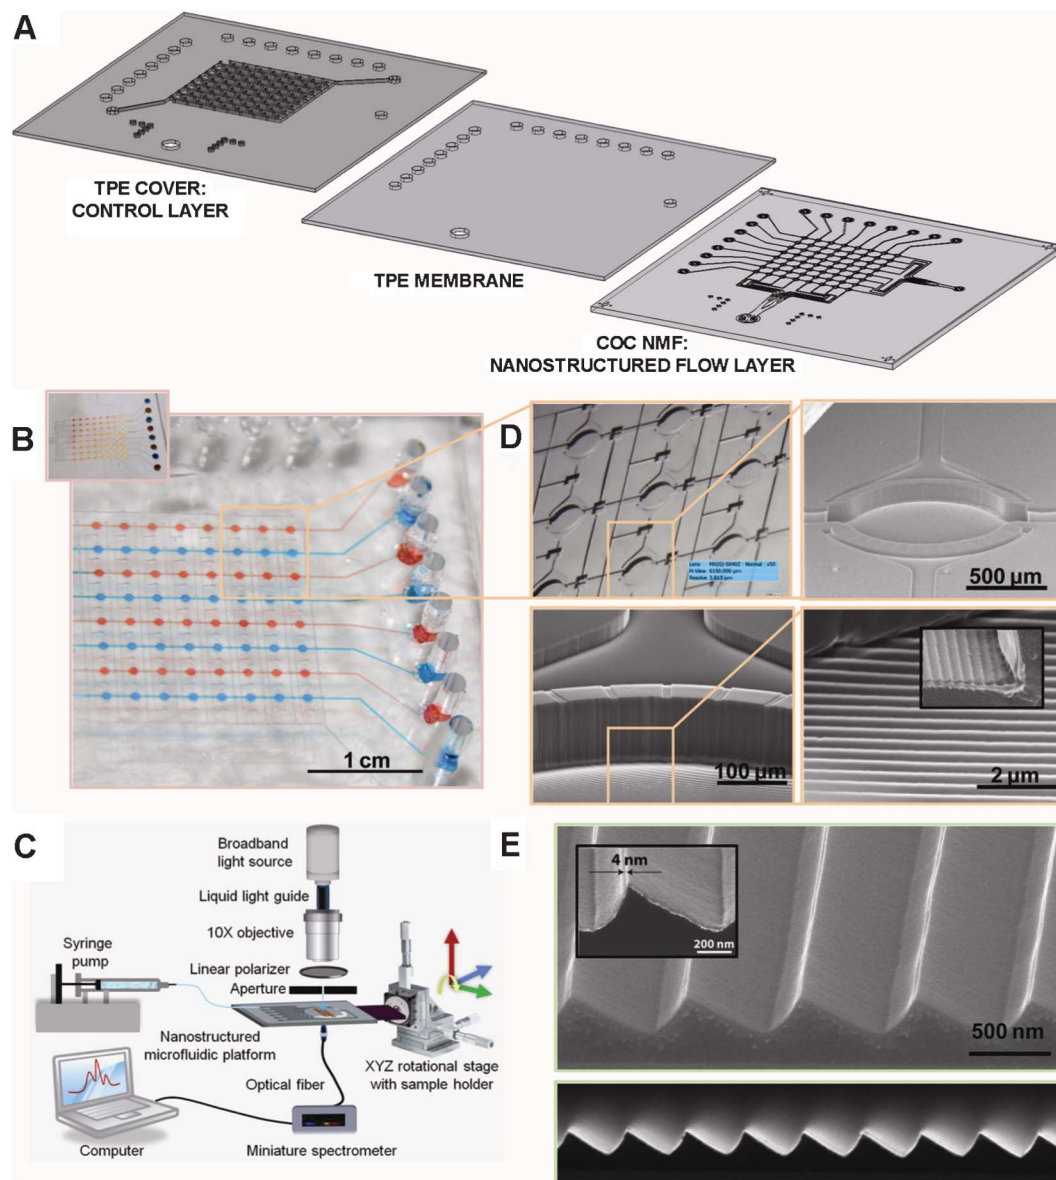 A
TPE COVER:
CONTROL LAYER
TPE MEMBRANE
COC NMF:
NANOSTRUCTURED FLOW LAYER
B
1 cm
D
500 µm
100 µm
2 µm
C
Broadband
light source
Liquid light guide
10X objective
Linear polarizer
Aperture
Syringe
pump
Nanostructured
microfluidic platform
XYZ rotational stage
with sample holder
Optical fiber
Computer
Miniature spectrometer
E
4 nm
200 nm
500 nm